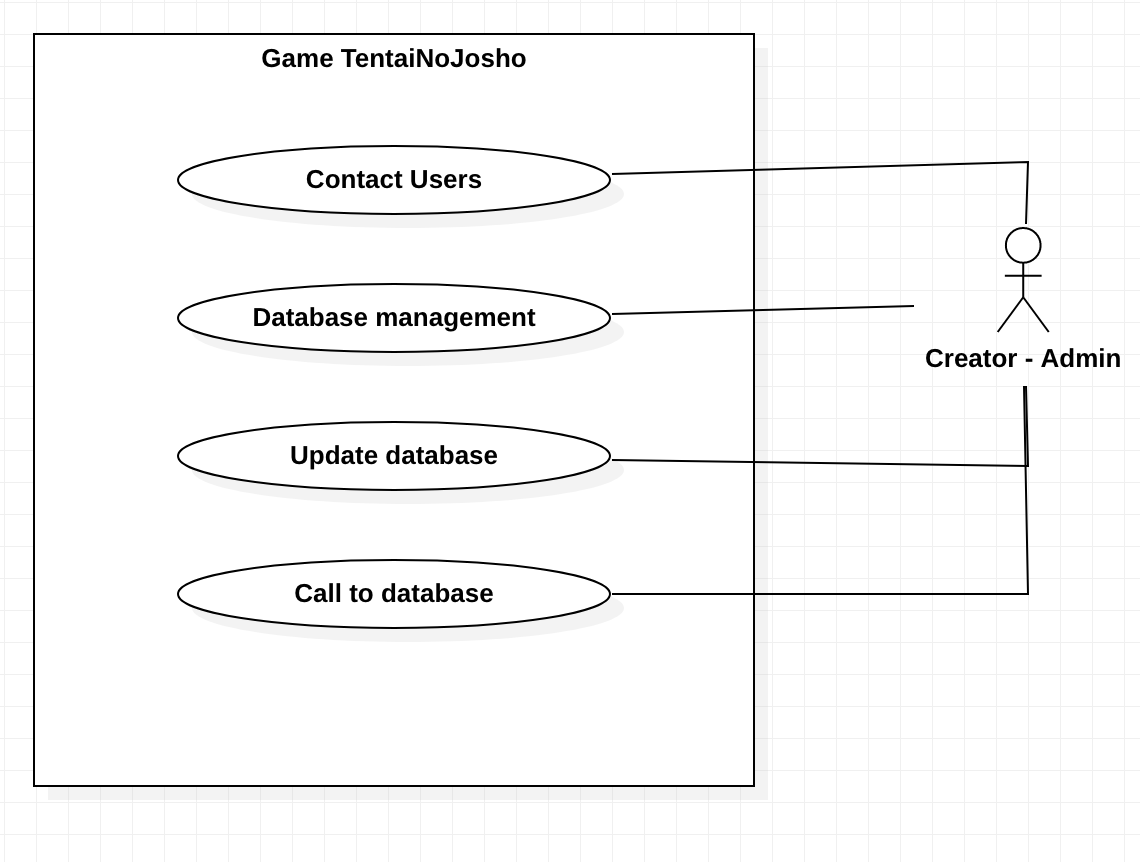 Game TentaiNoJosho
Contact Users
Database management
Creator - Admin
Update database
Call to database